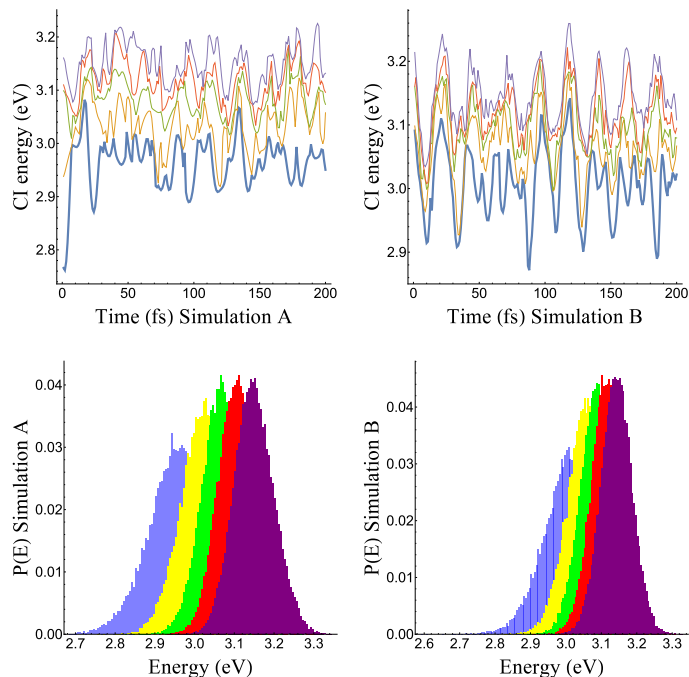 CI energy (eV)
3.2
3.1
3.0
2.9
2.8
0 50 100 150 200
Time (fs) Simulation A
CI energy (eV)
3.2
3.1
3.0
2.9
0 50 100 150 200
Time (fs) Simulation B
P(E) Simulation A
0.04
0.03
0.02
0.01
0.00
2.7 2.8 2.9 3.0 3.1 3.2 3.3
Energy (eV)
P(E) Simulation B
0.04
0.03
0.02
0.01
0.00
2.6 2.7 2.8 2.9 3.0 3.1 3.2 3.3
Energy (eV)